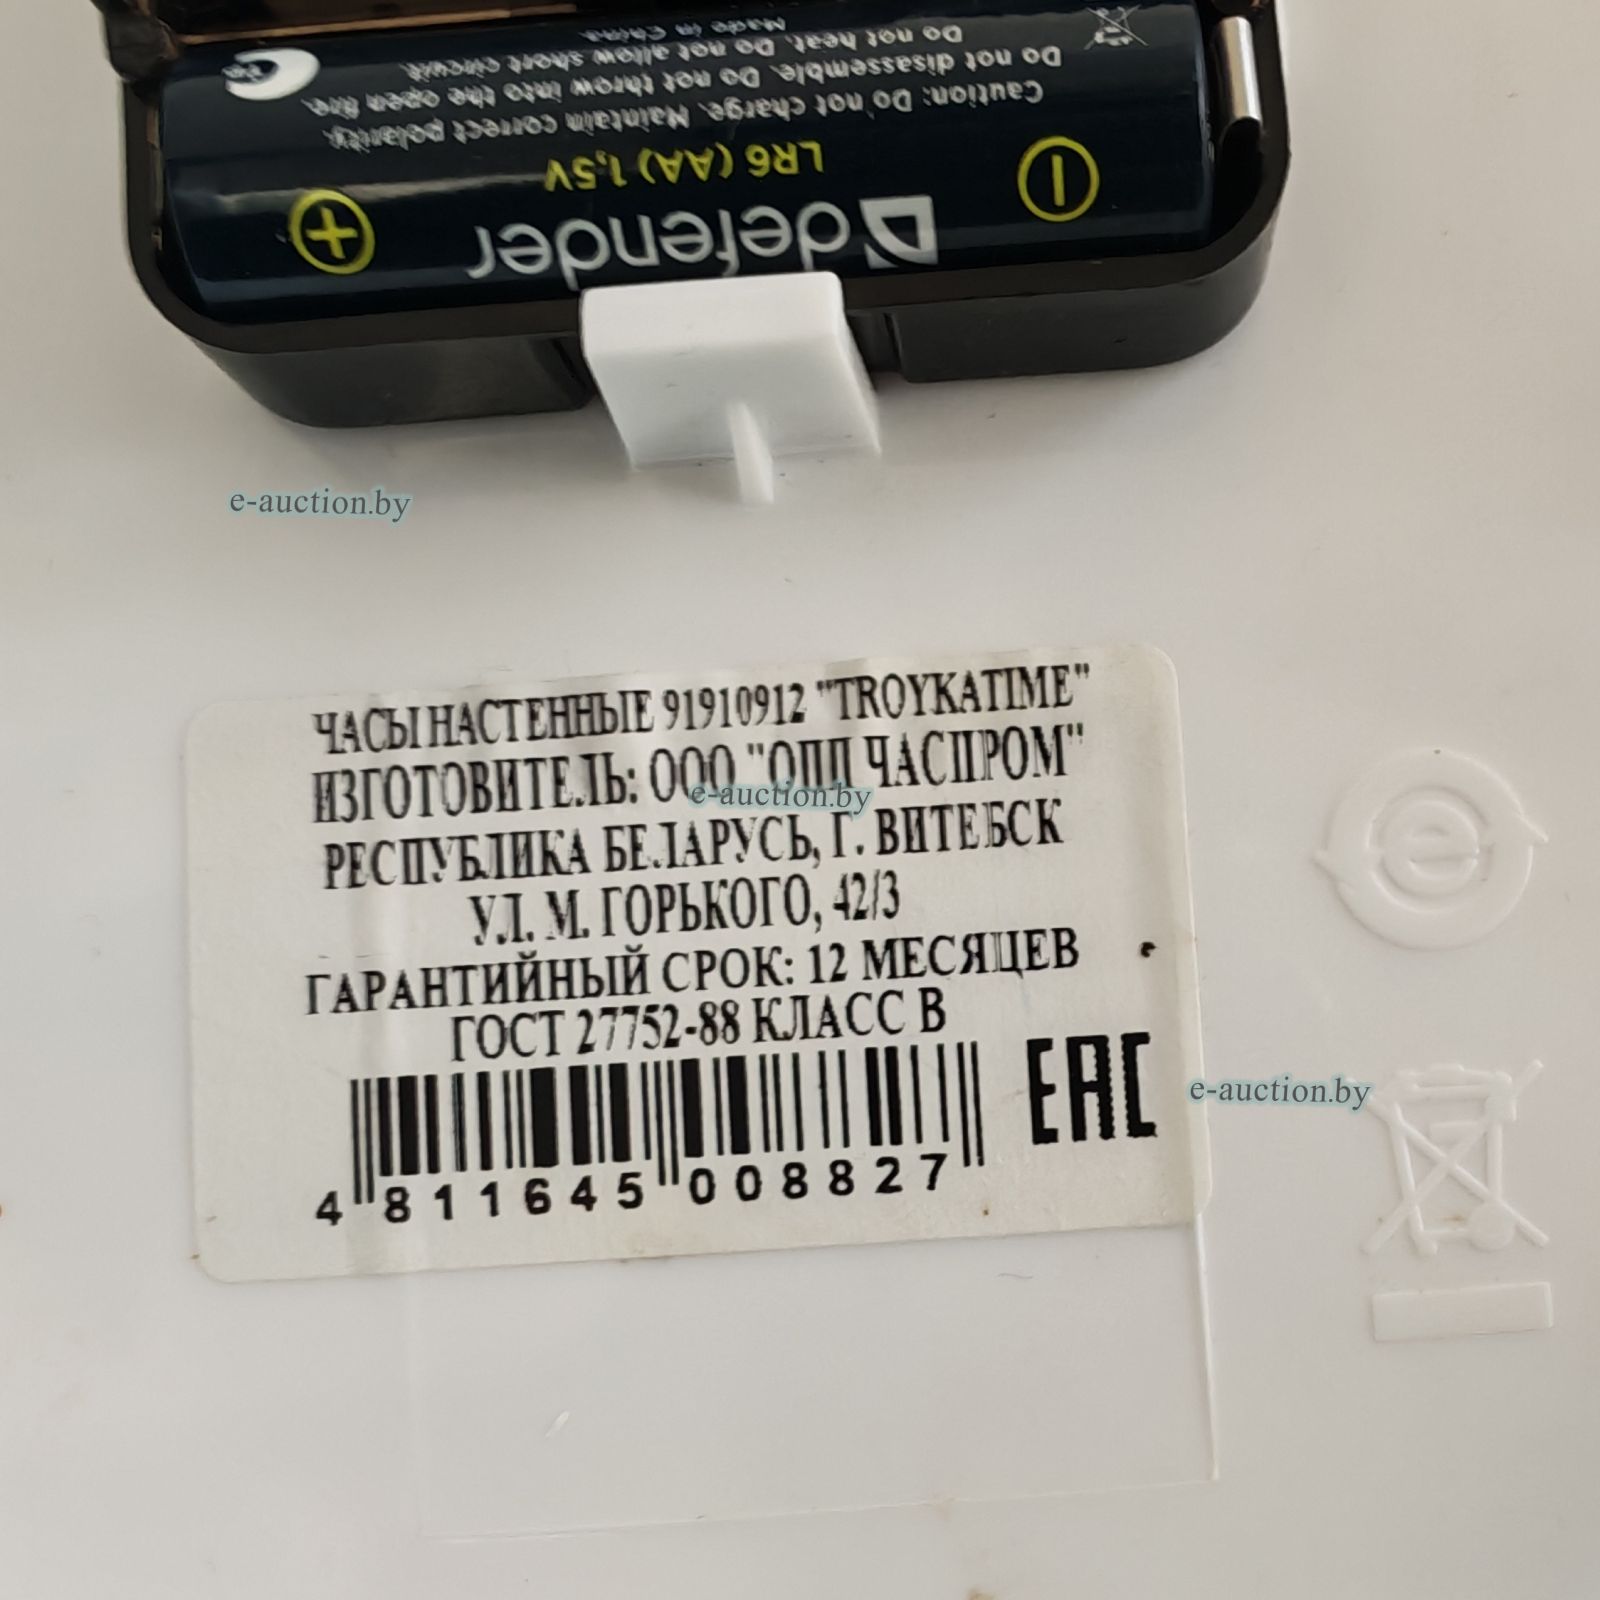 defender
LR6 (AA) 1,5V
Caution: Do not charge. Maintain correct polarity.
Do not disassemble. Do not throw into the open fire.
Do not heat. Do not allow short circuit.
Made in China.
e-auction.by
ЧАСЫ НАСТЕННЫЕ 91910912 "TROYKATIME"
ИЗГОТОВИТЕЛЬ: ООО "ОПП ЧАСПРОМ"
e-auction.by
РЕСПУБЛИКА БЕЛАРУСЬ, Г. ВИТЕБСК
УЛ. М. ГОРЬКОГО, 42/3
ГАРАНТИЙНЫЙ СРОК: 12 МЕСЯЦЕВ
ГОСТ 27752-88 КЛАСС В
EAC
e-auction.by
4 811645 008827